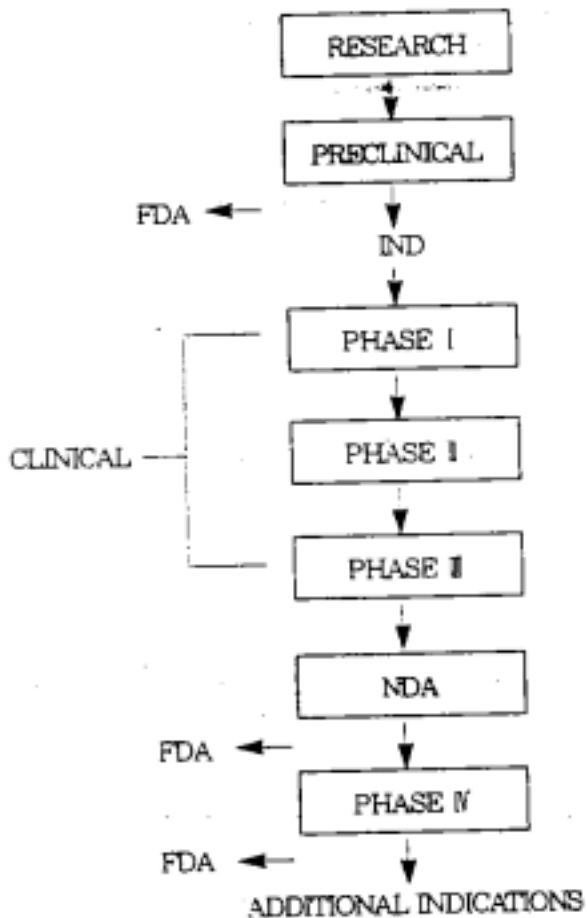 RESEARCH
PRECLINICAL
FDA
IND
PHASE I
CLINICAL
PHASE II
PHASE III
NDA
FDA
PHASE IV
FDA
ADDITIONAL INDICATIONS